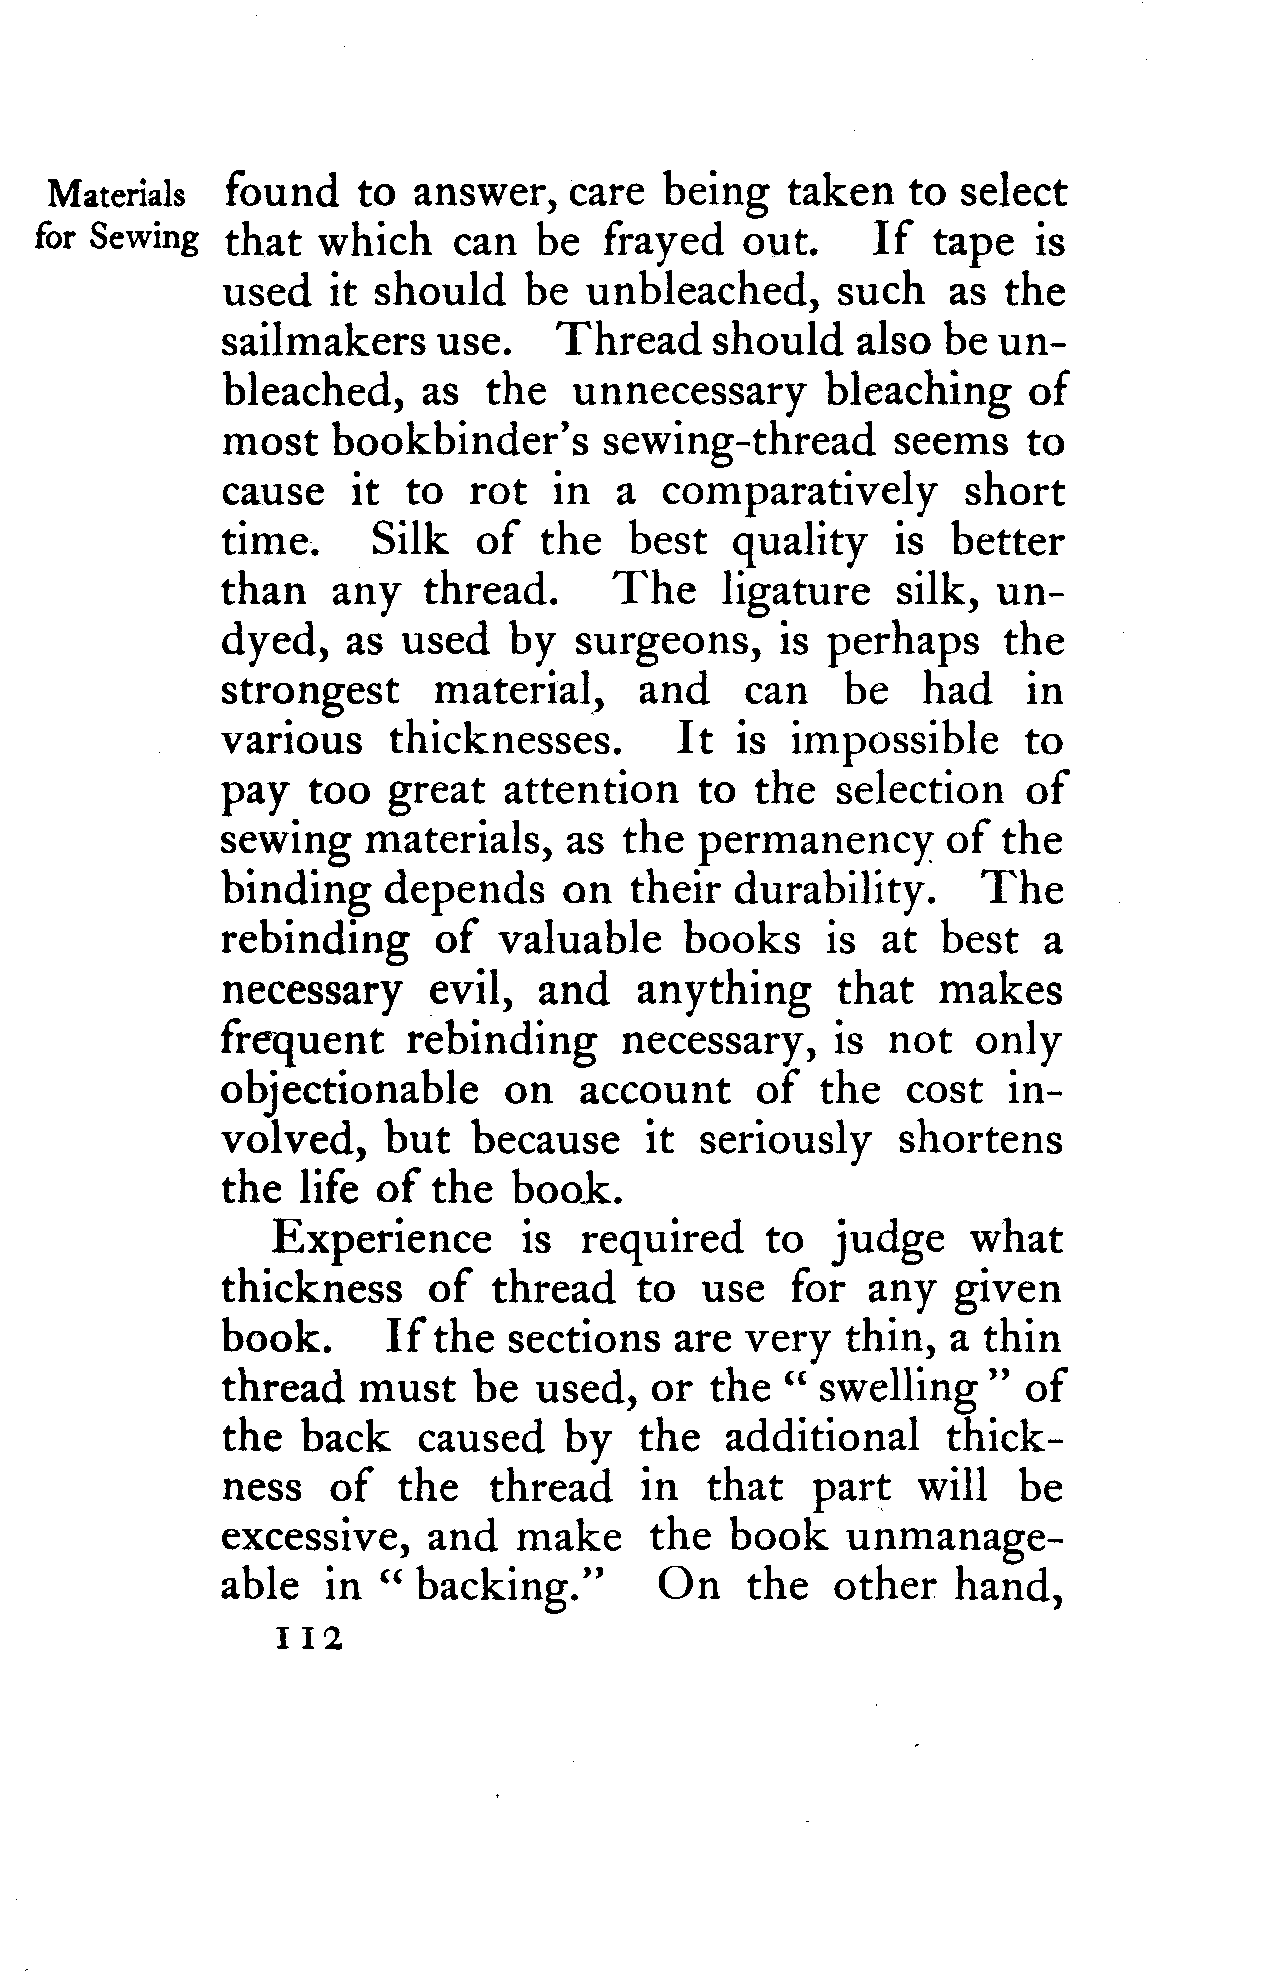 Materials
for Sewing
found to answer, care being taken to select
that which can be frayed out. If tape is
used it should be unbleached, such as the
sailmakers use. Thread should also be un-
bleached, as the unnecessary bleaching of
most bookbinder's sewing-thread seems to
cause it to rot in a comparatively short
time. Silk of the best quality is better
than any thread. The ligature silk, un-
dyed, as used by surgeons, is perhaps the
strongest material, and can be had in
various thicknesses. It is impossible to
pay too great attention to the selection of
sewing materials, as the permanency of the
binding depends on their durability. The
rebinding of valuable books is at best a
necessary evil, and anything that makes
frequent rebinding necessary, is not only
objectionable on account of the cost in-
volved, but because it seriously shortens
the life of the book.
Experience is required to judge what
thickness of thread to use for any given
book. If the sections are very thin, a thin
thread must be used, or the “ swelling ” of
the back caused by the additional thick-
ness of the thread in that part will be
excessive, and make the book unmanage-
able in “ backing.” On the other hand,
112